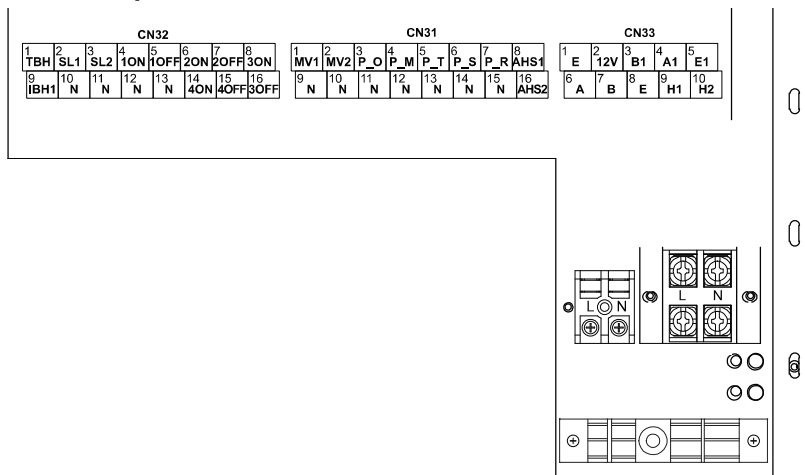 CN32 CN31 CN33
1 2 3 4 5 6 7 8 1 2 3 4 5 6 7 8 1 2 3 4 5
TBH SL1 SL2 1ON 1OFF 2ON 2OFF 3ON MV1 MV2 P_O P_M P_T P_S P_R AHS1 E 12V B1 A1 E1
9 10 11 12 13 14 15 16 9 10 11 12 13 14 15 16 6 7 8 9 10
IBH1 N N N N 4ON 4OFF 3OFF N N N N N N N AHS2 A B E H1 H2
L N
L N